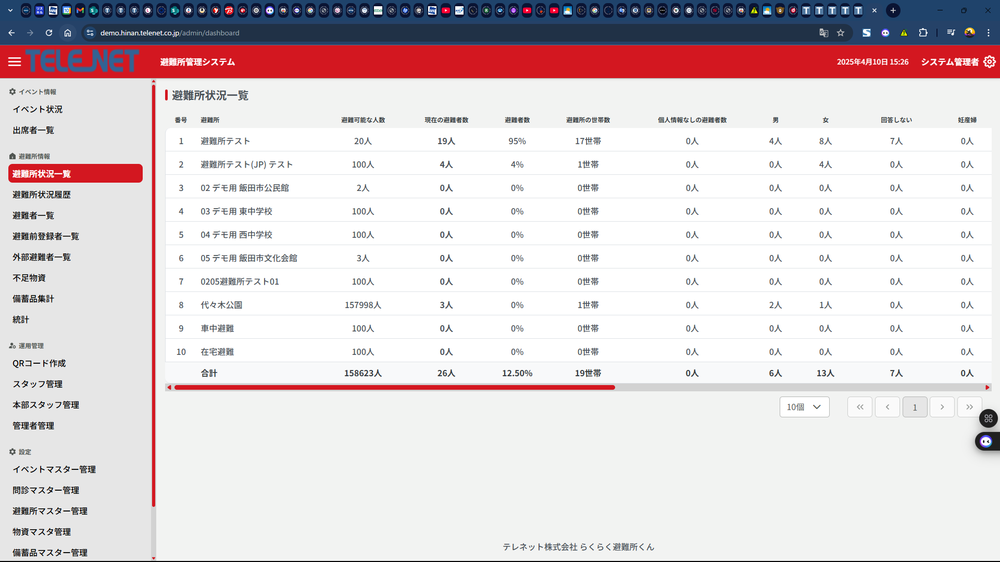 demo.hinan.telenet.co.jp/admin/dashboard
TELENET
避難所管理システム
2025年4月10日 15:26
システム管理者
イベント情報
イベント状況
出席者一覧
避難所情報
避難所状況一覧
避難所状況履歴
避難者一覧
避難前登録者一覧
外部避難者一覧
不足物資
備蓄品集計
統計
運用管理
QRコード作成
スタッフ管理
本部スタッフ管理
管理者管理
設定
イベントマスター管理
問診マスター管理
避難所マスター管理
物資マスタ管理
備蓄品マスター管理
避難所状況一覧
番号 避難所 避難可能な人数 現在の避難者数 避難者数 避難所の世帯数 個人情報なしの避難者数 男 女 回答しない 妊産婦
1 避難所テスト 20人 19人 95% 17世帯 0人 4人 8人 7人 0人
2 避難所テスト(JP) テスト 100人 4人 4% 1世帯 0人 0人 4人 0人 0人
3 02 デモ用 飯田市公民館 2人 0人 0% 0世帯 0人 0人 0人 0人 0人
4 03 デモ用 東中学校 100人 0人 0% 0世帯 0人 0人 0人 0人 0人
5 04 デモ用 西中学校 100人 0人 0% 0世帯 0人 0人 0人 0人 0人
6 05 デモ用 飯田市文化会館 3人 0人 0% 0世帯 0人 0人 0人 0人 0人
7 0205避難所テスト01 100人 0人 0% 0世帯 0人 0人 0人 0人 0人
8 代々木公園 157998人 3人 0% 1世帯 0人 2人 1人 0人 0人
9 車中避難 100人 0人 0% 0世帯 0人 0人 0人 0人 0人
10 在宅避難 100人 0人 0% 0世帯 0人 0人 0人 0人 0人
合計 158623人 26人 12.50% 19世帯 0人 6人 13人 7人 0人
10個
1
テレネット株式会社 らくらく避難所くん